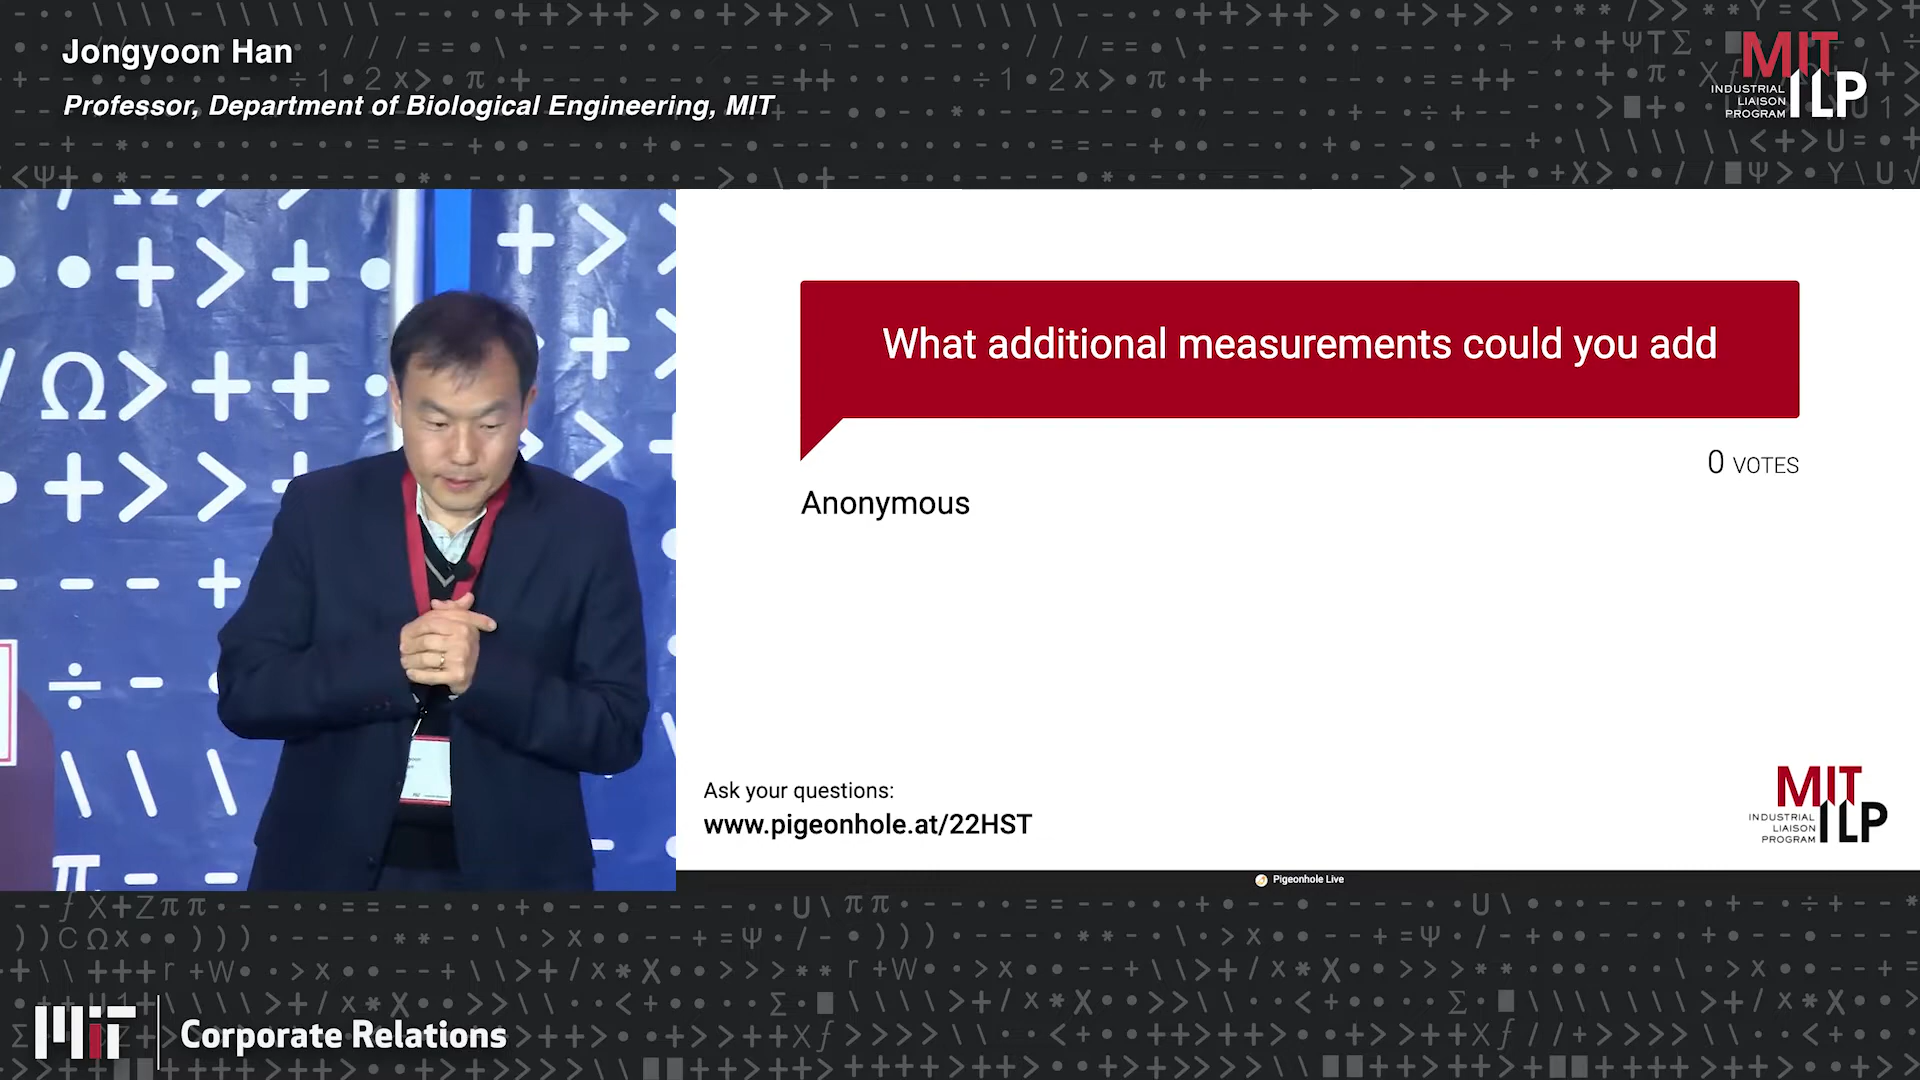 Jongyoon Han
Professor, Department of Biological Engineering, MIT
MIT
ILP
INDUSTRIAL
LIAISON
PROGRAM
What additional measurements could you add
0 VOTES
Anonymous
Ask your questions:
www.pigeonhole.at/22HST
MIT
ILP
INDUSTRIAL
LIAISON
PROGRAM
Pigeonhole Live
MIT
Corporate Relations